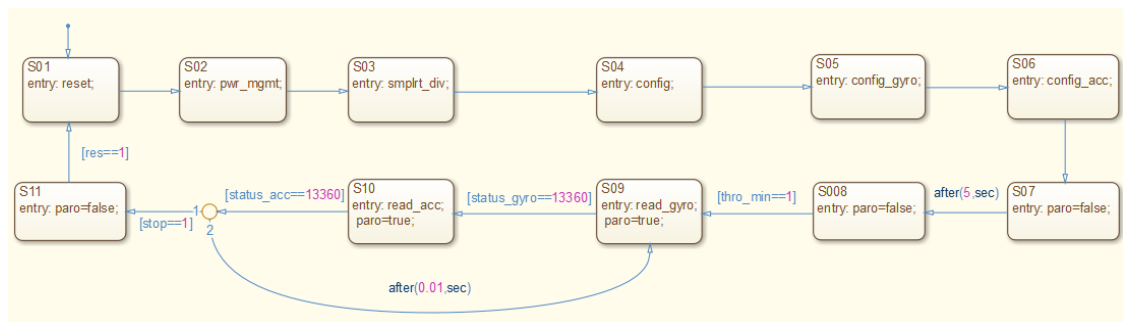 S01
entry: reset;
S02
entry: pwr_mgmt;
S03
entry: smplrt_div;
S04
entry: config;
S05
entry: config_gyro;
S06
entry: config_acc;
[res==1]
S11
entry: paro=false;
1
[stop==1]
2
[status_acc==13360]
S10
entry: read_acc;
paro=true;
[status_gyro==13360]
S09
entry: read_gyro;
paro=true;
[thro_min==1]
S008
entry: paro=false;
after(5,sec)
S07
entry: paro=false;
after(0.01,sec)